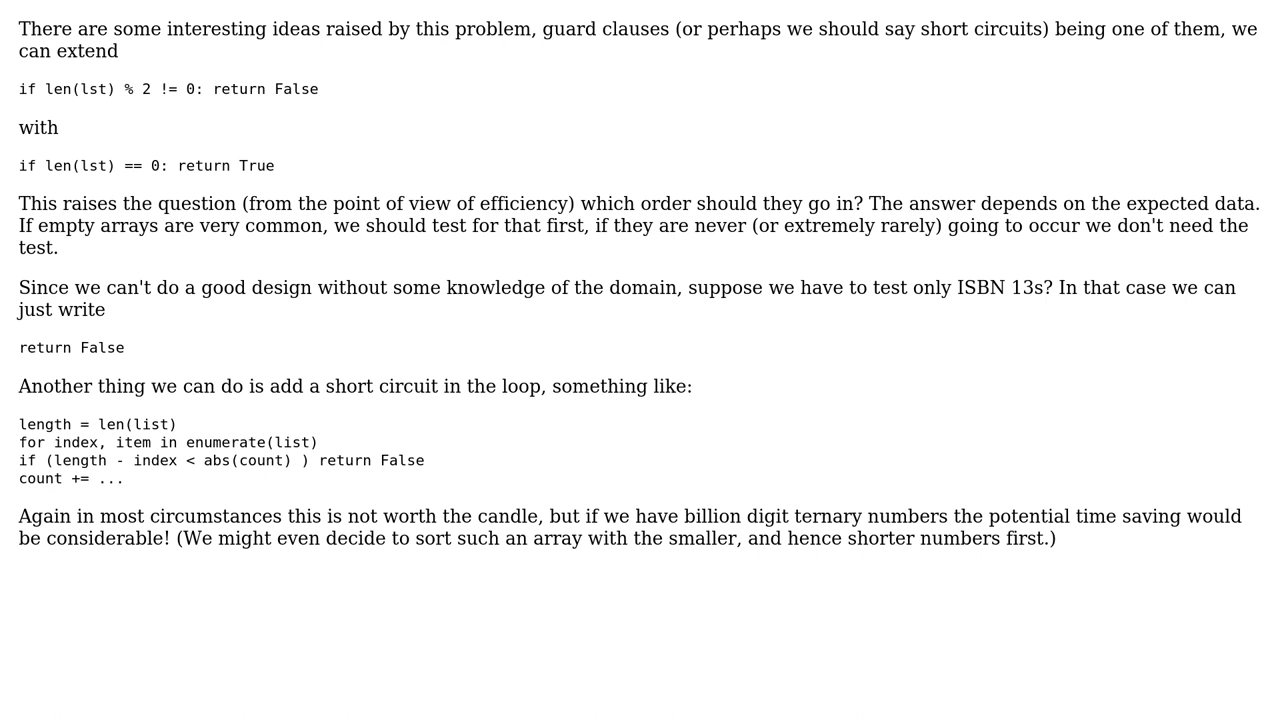 There are some interesting ideas raised by this problem, guard clauses (or perhaps we should say short circuits) being one of them, we
can extend
if len(lst) % 2 != 0: return False
with
if len(lst) == 0: return True
This raises the question (from the point of view of efficiency) which order should they go in? The answer depends on the expected data.
If empty arrays are very common, we should test for that first, if they are never (or extremely rarely) going to occur we don't need the
test.
Since we can't do a good design without some knowledge of the domain, suppose we have to test only ISBN 13s? In that case we can
just write
return False
Another thing we can do is add a short circuit in the loop, something like:
length = len(list)
for index, item in enumerate(list)
if (length - index < abs(count) ) return False
count += ...
Again in most circumstances this is not worth the candle, but if we have billion digit ternary numbers the potential time saving would
be considerable! (We might even decide to sort such an array with the smaller, and hence shorter numbers first.)